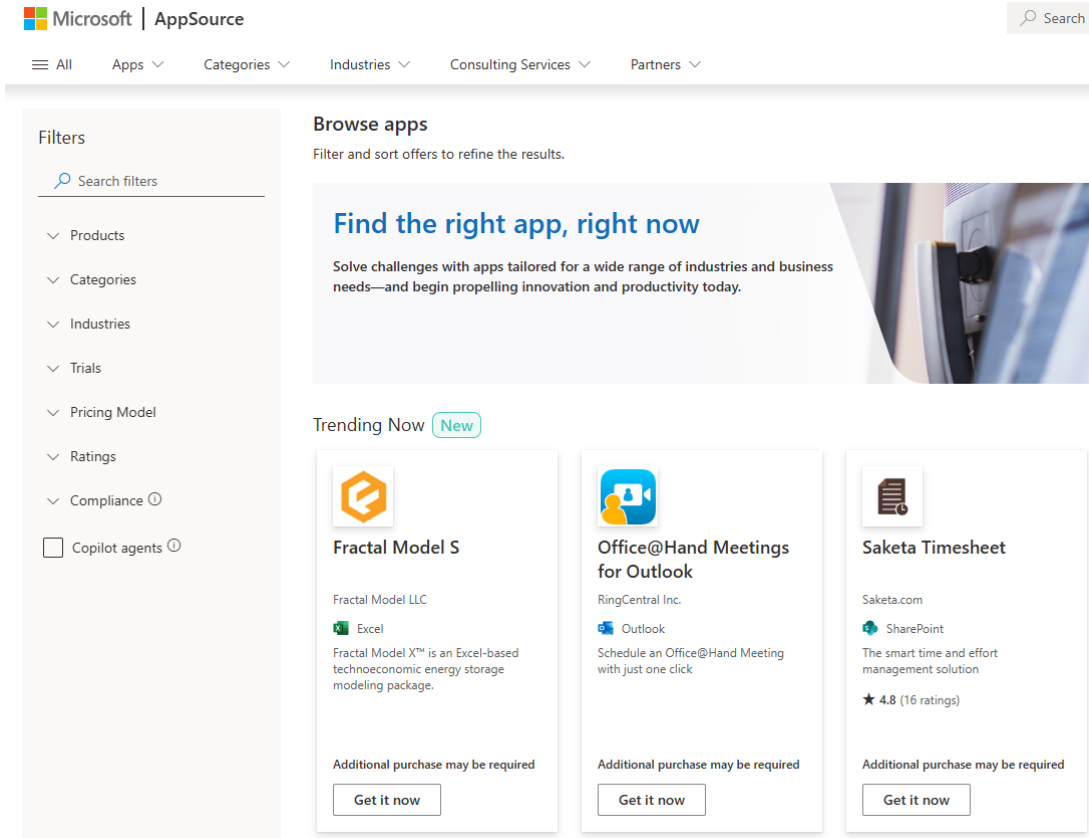 Microsoft | AppSource
Search
All
Apps
Categories
Industries
Consulting Services
Partners
Filters
Search filters
Products
Categories
Industries
Trials
Pricing Model
Ratings
Compliance
Copilot agents
Browse apps
Filter and sort offers to refine the results.
Find the right app, right now
Solve challenges with apps tailored for a wide range of industries and business
needs—and begin propelling innovation and productivity today.
Trending Now New
Fractal Model S
Fractal Model LLC
Excel
Fractal Model X™ is an Excel-based
technoeconomic energy storage
modeling package.
Additional purchase may be required
Get it now
Office@Hand Meetings
for Outlook
RingCentral Inc.
Outlook
Schedule an Office@Hand Meeting
with just one click
Additional purchase may be required
Get it now
Saketa Timesheet
Saketa.com
SharePoint
The smart time and effort
management solution
★ 4.8 (16 ratings)
Additional purchase may be required
Get it now